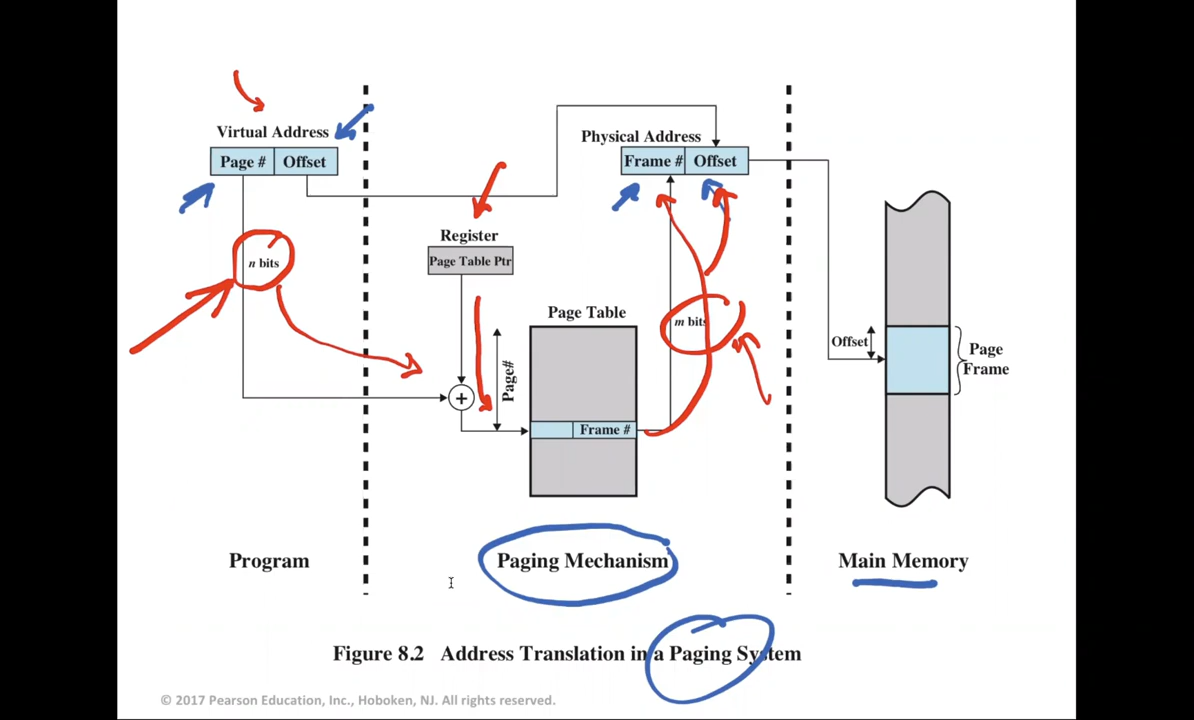 Virtual Address
Page # Offset
n bits
Register
Page Table Ptr
+
Page#
Page Table
Frame #
m bits
Physical Address
Frame # Offset
Offset
Page
Frame
Program
Paging Mechanism
Main Memory
Figure 8.2 Address Translation in a Paging System
© 2017 Pearson Education, Inc., Hoboken, NJ. All rights reserved.